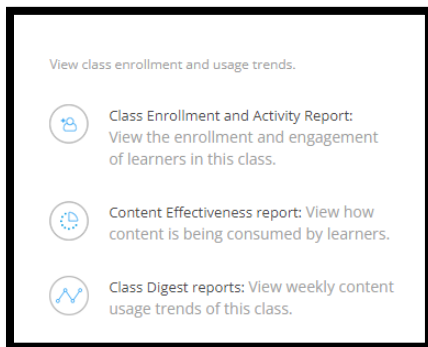 View class enrollment and usage trends.
Class Enrollment and Activity Report:
View the enrollment and engagement
of learners in this class.
Content Effectiveness report: View how
content is being consumed by learners.
Class Digest reports: View weekly content
usage trends of this class.